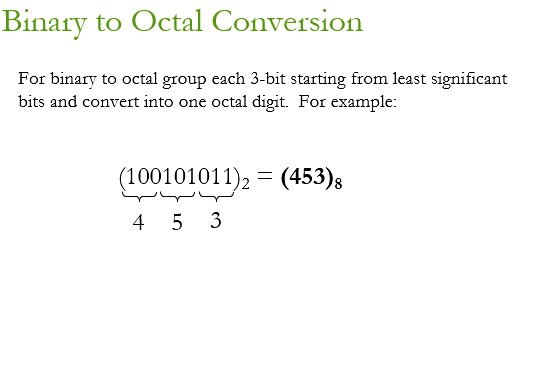 Binary to Octal Conversion
For binary to octal group each 3-bit starting from least significant
bits and convert into one octal digit. For example:
(100101011)₂ = (453)₈
4 5 3